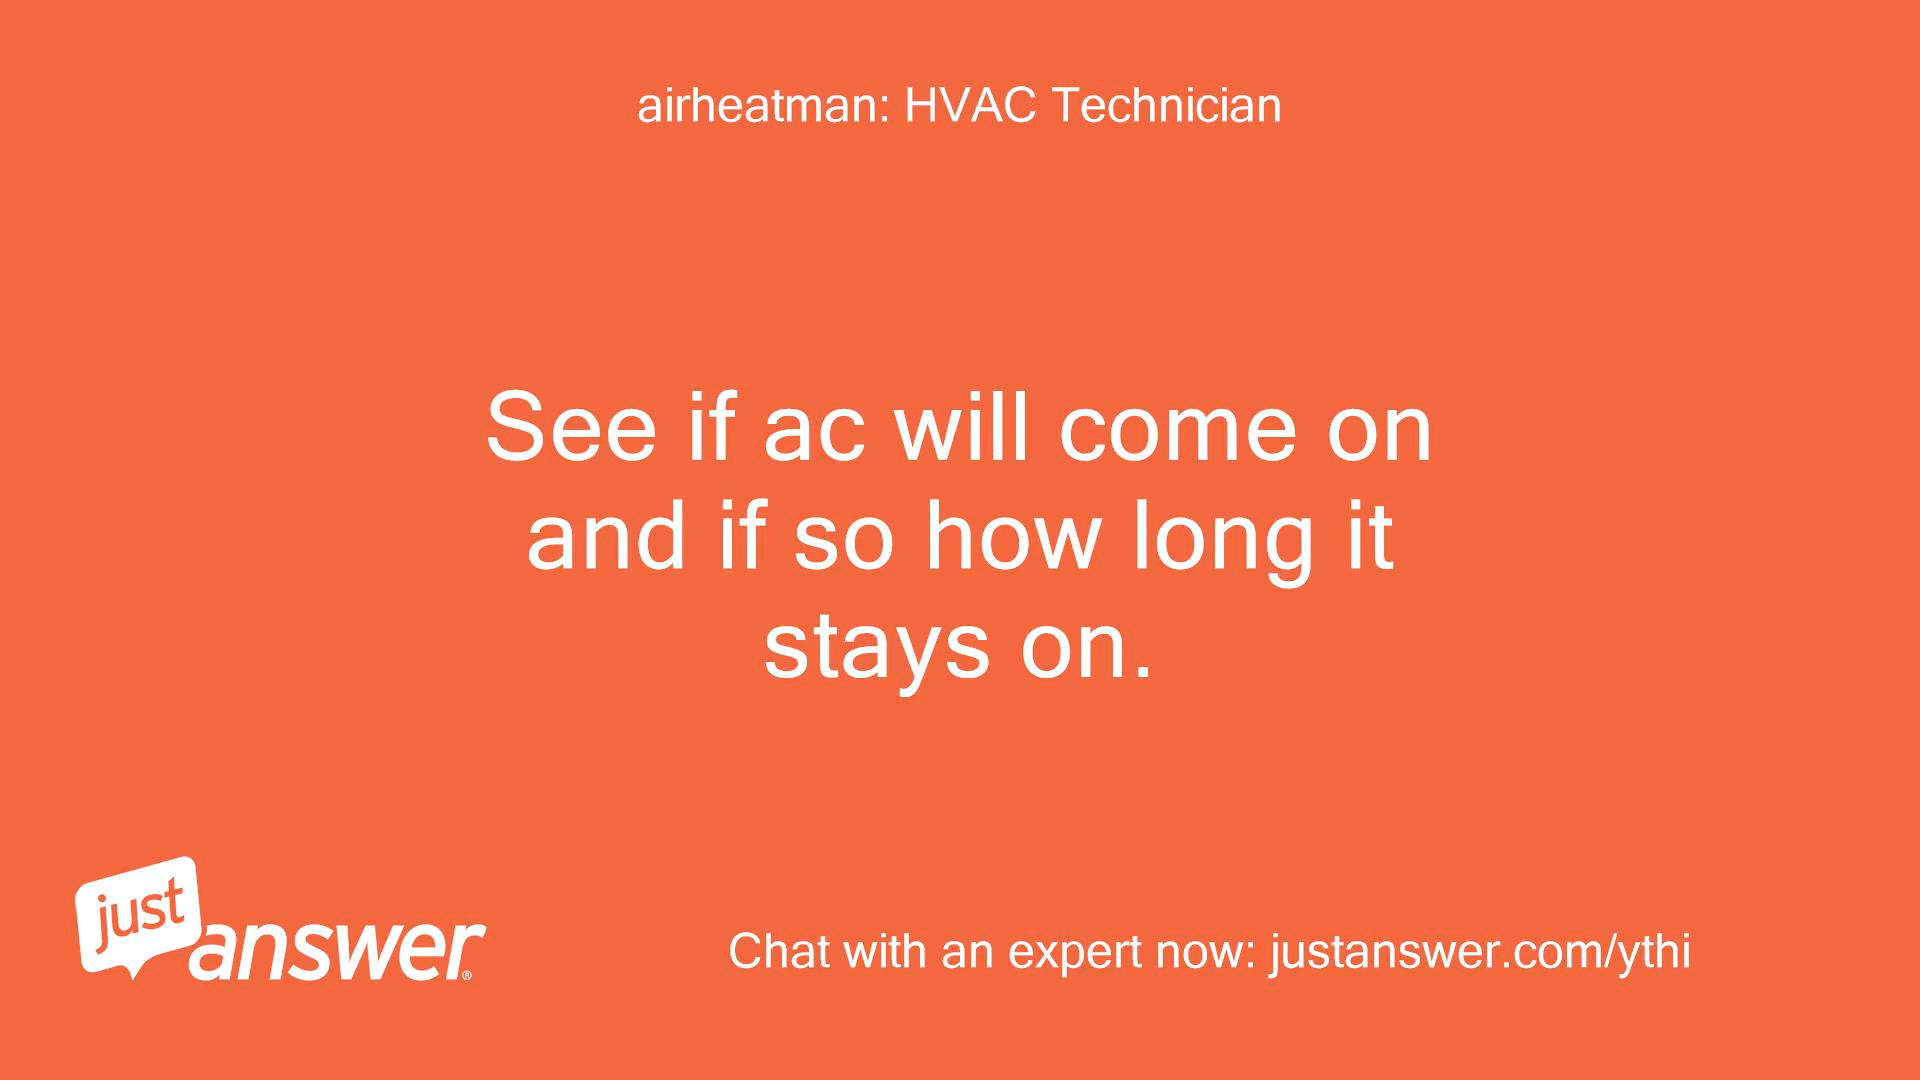 airheatman: HVAC Technician
See if ac will come on
and if so how long it
stays on.
just
answer®
Chat with an expert now: justanswer.com/ythi